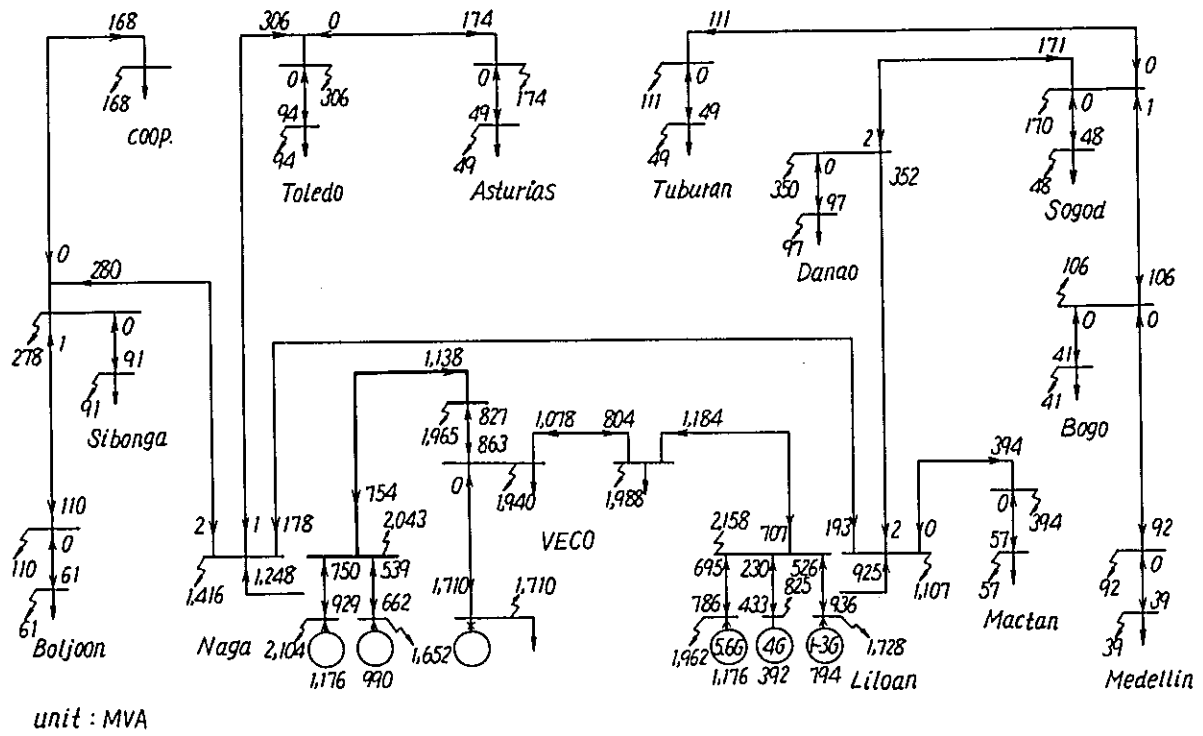 168 306 0 174 111 171
168 0 306 0 174 111 0 170 0 0 1
COOP. 94 94 49 49 49 49 2 350 0 352 48 48
Toledo Asturias Tuburan 97 97 Sogod
Danao
0
280 106 106
278 1 0 0
91 91 1,138 41 41
Sibonga 1,965 827 1,078 804 1,184 Bogo
863 394
0 1,940 1,988
754 0 394
110 2 1 178 2,043 VECO 2,158 707 193 2 0 92
110 0 750 539 695 230 526 57 57 92 0
61 61 1,416 1,248 825 925 1,107
929 662 1,710 1,710 786 433 936 Mactan 39 39
Boljoon Naga 2,104 1,652 1,962 5.6G 4G 1-3G 1,728
1,176 990 1,176 392 794 Liloan Medellin
unit : MVA